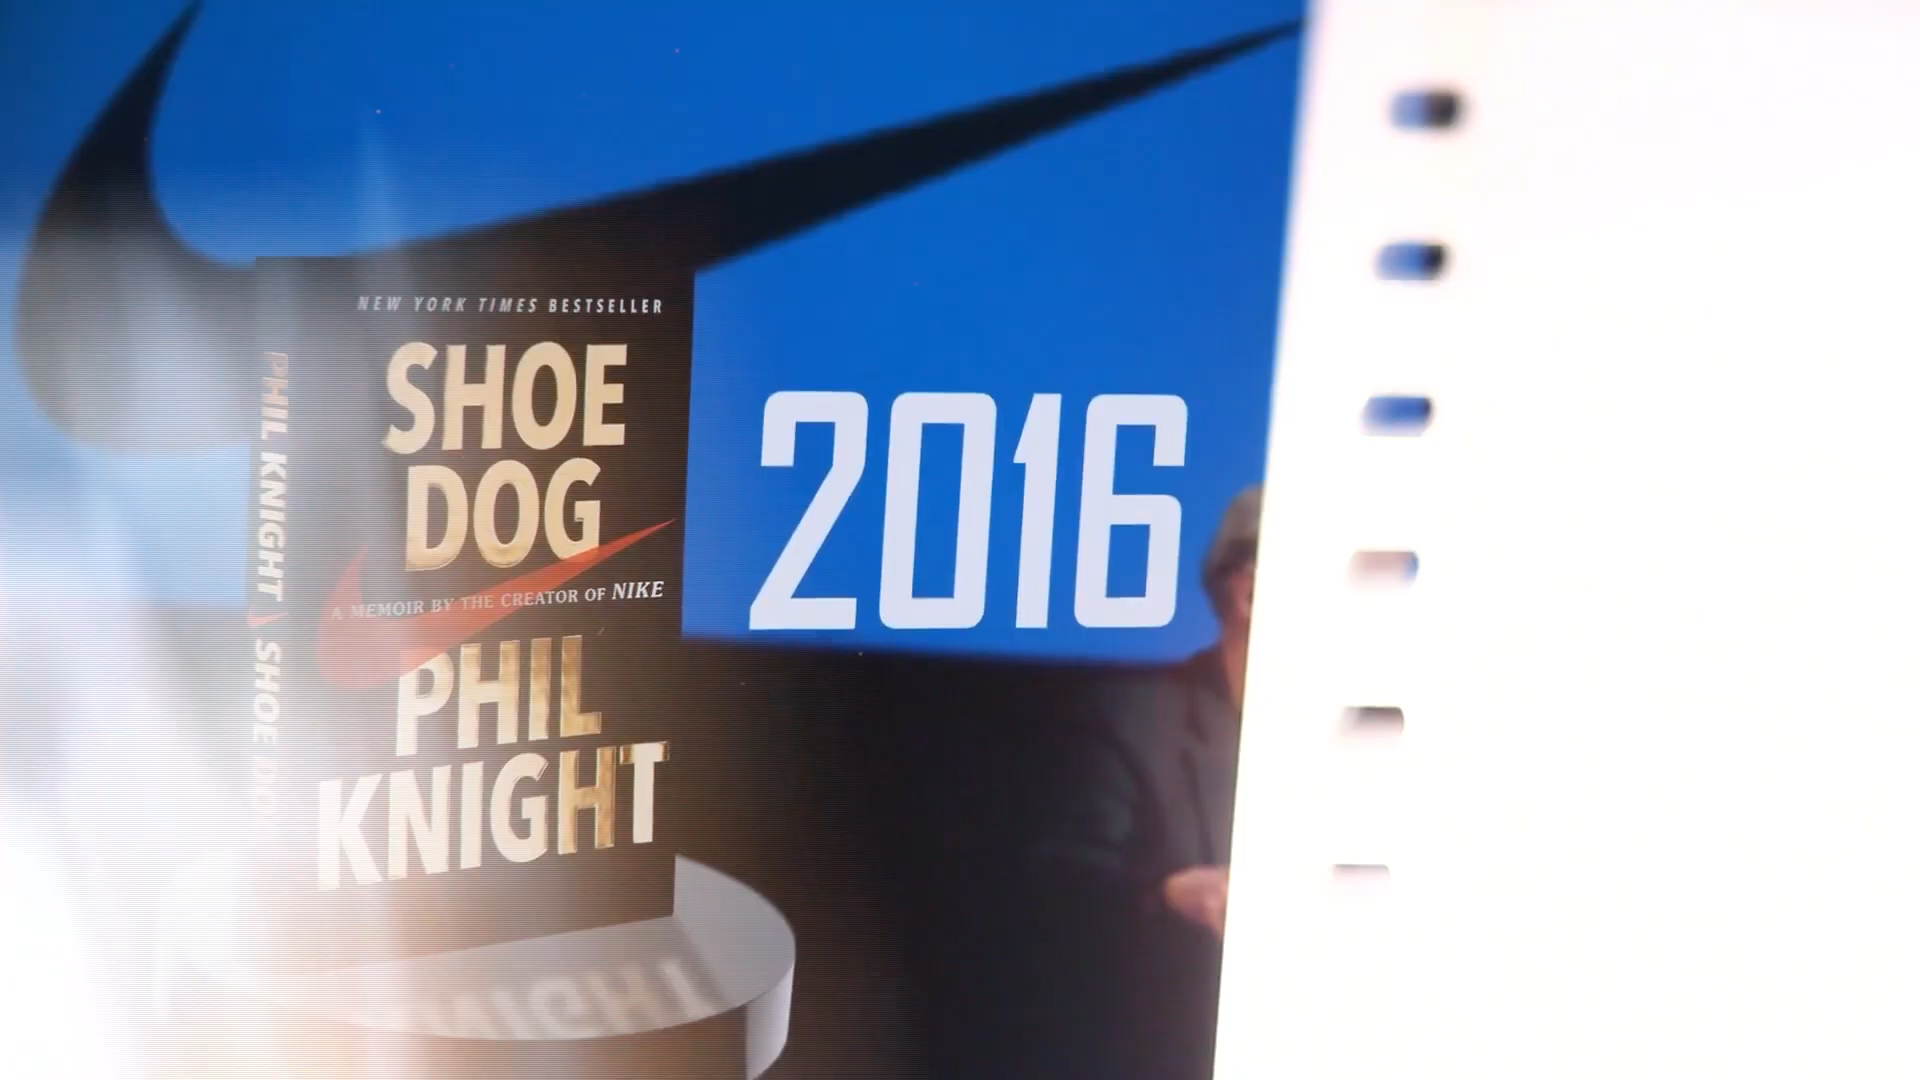 NEW YORK TIMES BESTSELLER
SHOE
DOG
A MEMOIR BY THE CREATOR OF NIKE
PHIL
KNIGHT
PHIL KNIGHT SHOE DO
2016
KNIGHT